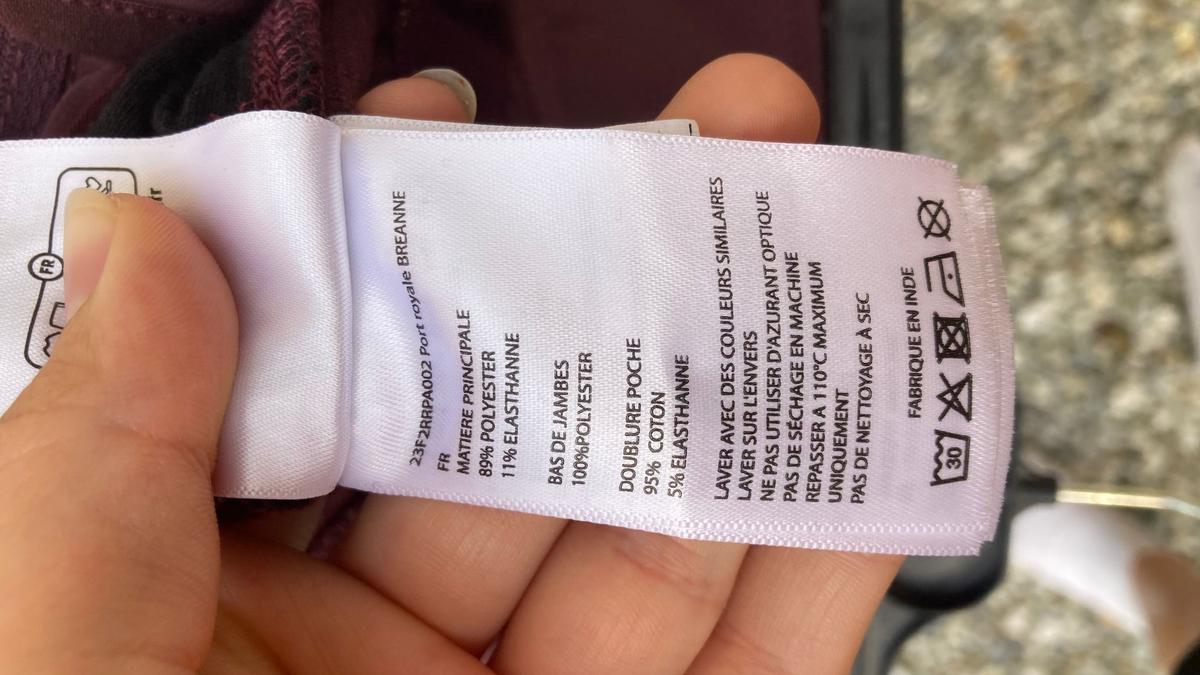 FR
23F2RRPA002 Port royale BREANNE
FR
MATIERE PRINCIPALE
89% POLYESTER
11% ELASTHANNE
BAS DE JAMBES
100%POLYESTER
DOUBLURE POCHE
95% COTON
5% ELASTHANNE
LAVER AVEC DES COULEURS SIMILAIRES
LAVER SUR L'ENVERS
NE PAS UTILISER D'AZURANT OPTIQUE
PAS DE SÉCHAGE EN MACHINE
REPASSER A 110°C MAXIMUM
UNIQUEMENT
PAS DE NETTOYAGE À SEC
FABRIQUE EN INDE
30